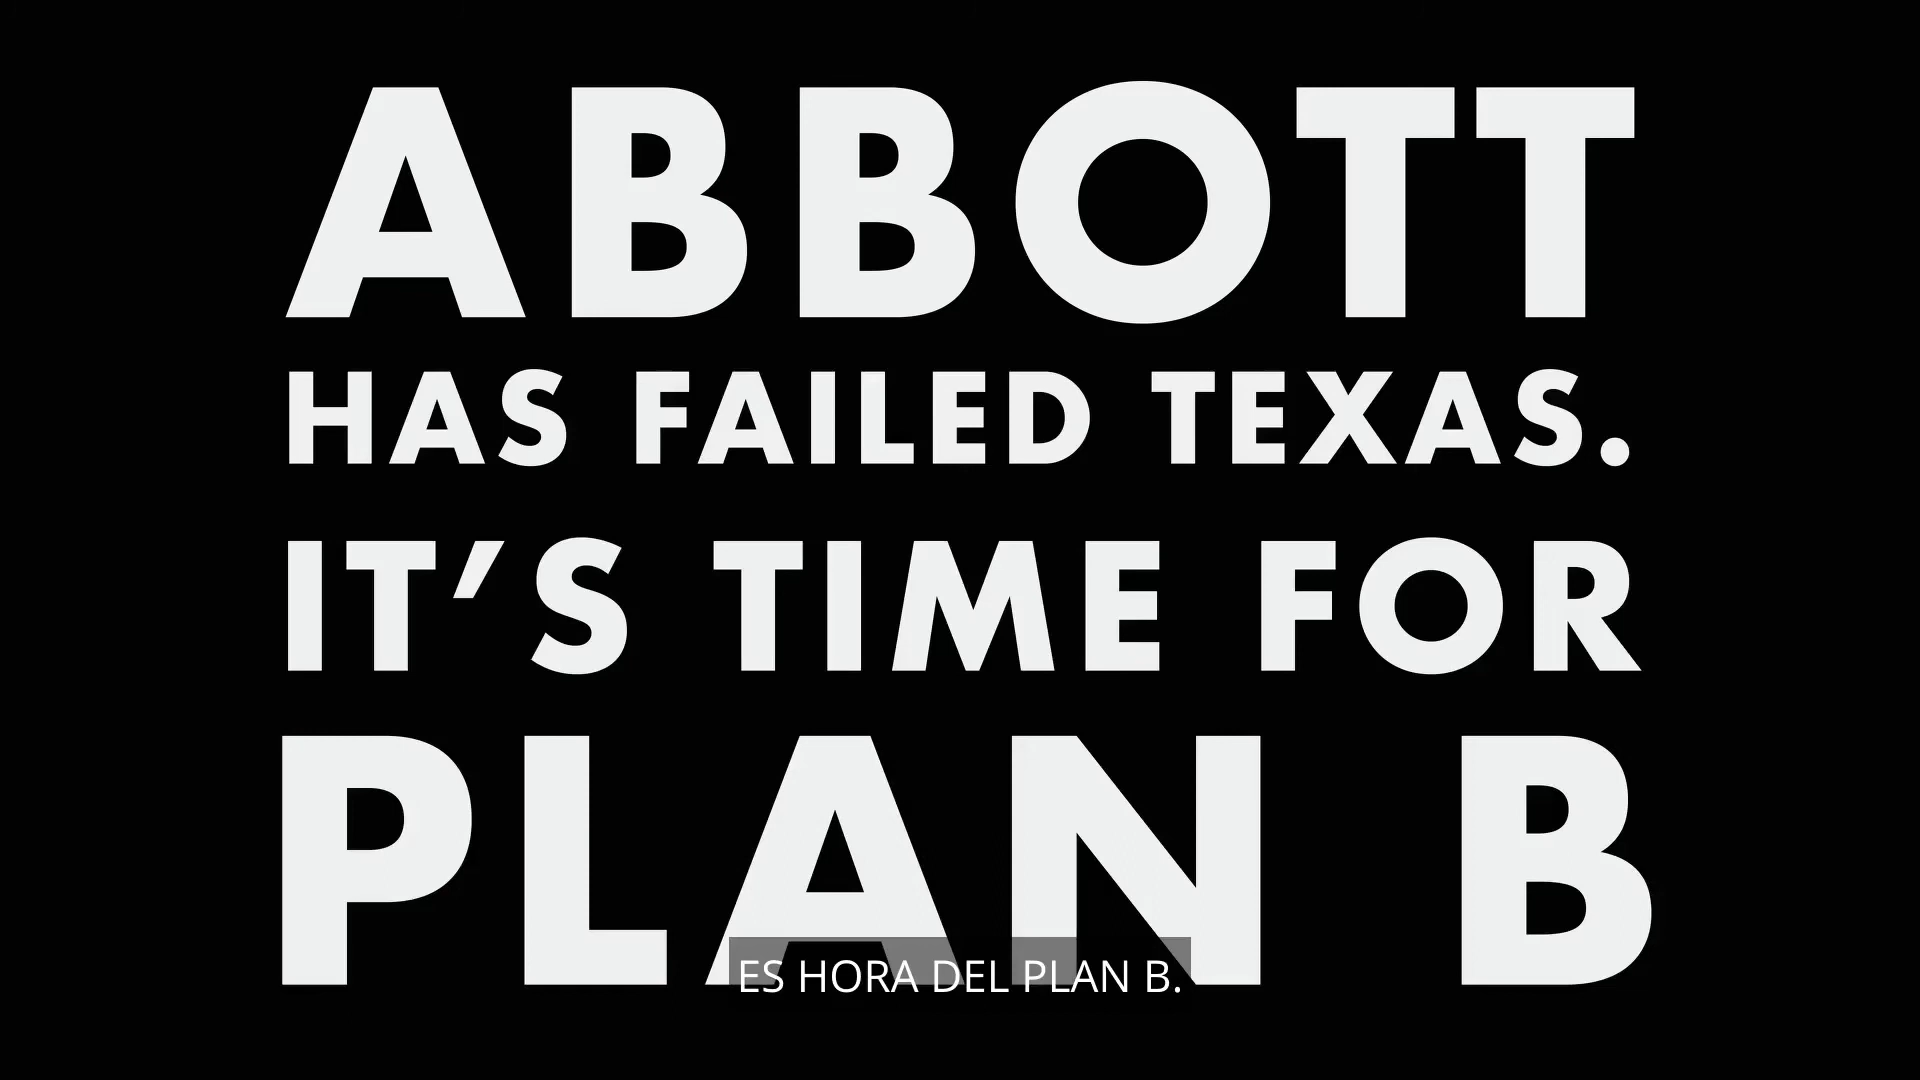 ABBOTT
HAS FAILED TEXAS.
IT’S TIME FOR
PLAN B
ES HORA DEL PLAN B.